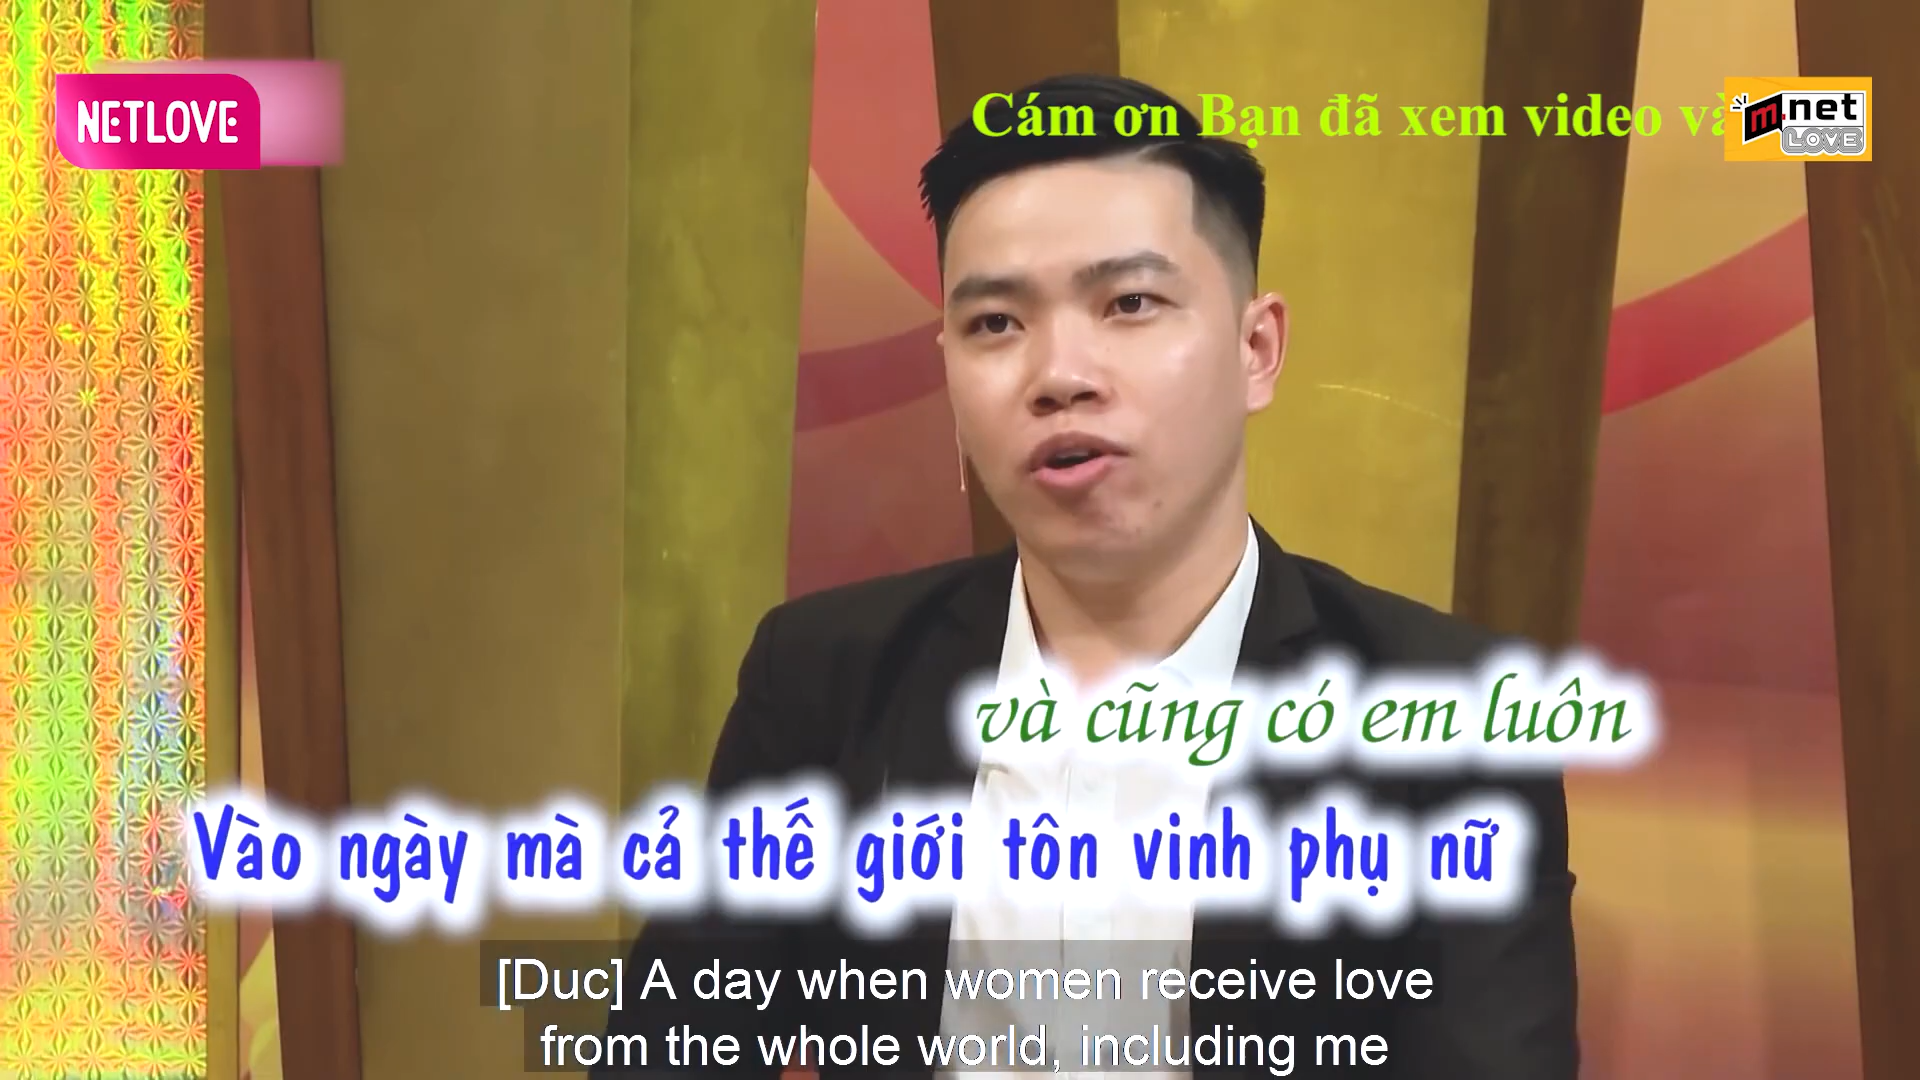 NETLOVE
Cám ơn Bạn đã xem video và
m.net
LOVE
và cũng có em luôn
Vào ngày mà cả thế giới tôn vinh phụ nữ
[Duc] A day when women receive love
from the whole world, including me